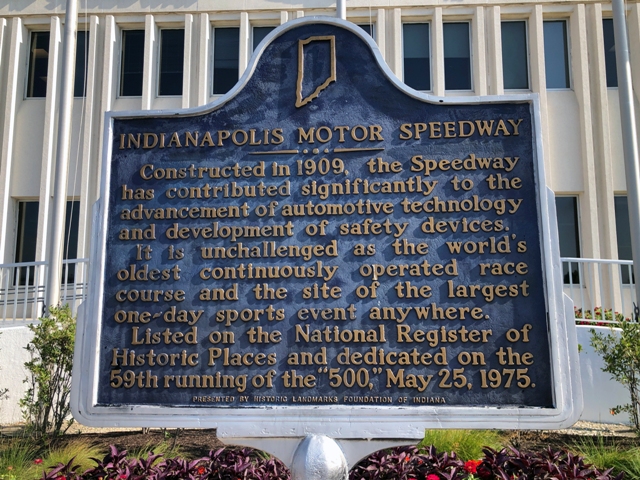 INDIANAPOLIS MOTOR SPEEDWAY
Constructed in 1909, the Speedway
has contributed significantly to the
advancement of automotive technology
and development of safety devices.
It is unchallenged as the world's
oldest continuously operated race
course and the site of the largest
one-day sports event anywhere.
Listed on the National Register of
Historic Places and dedicated on the
59th running of the "500," May 25, 1975.
PRESENTED BY HISTORIC LANDMARKS FOUNDATION OF INDIANA